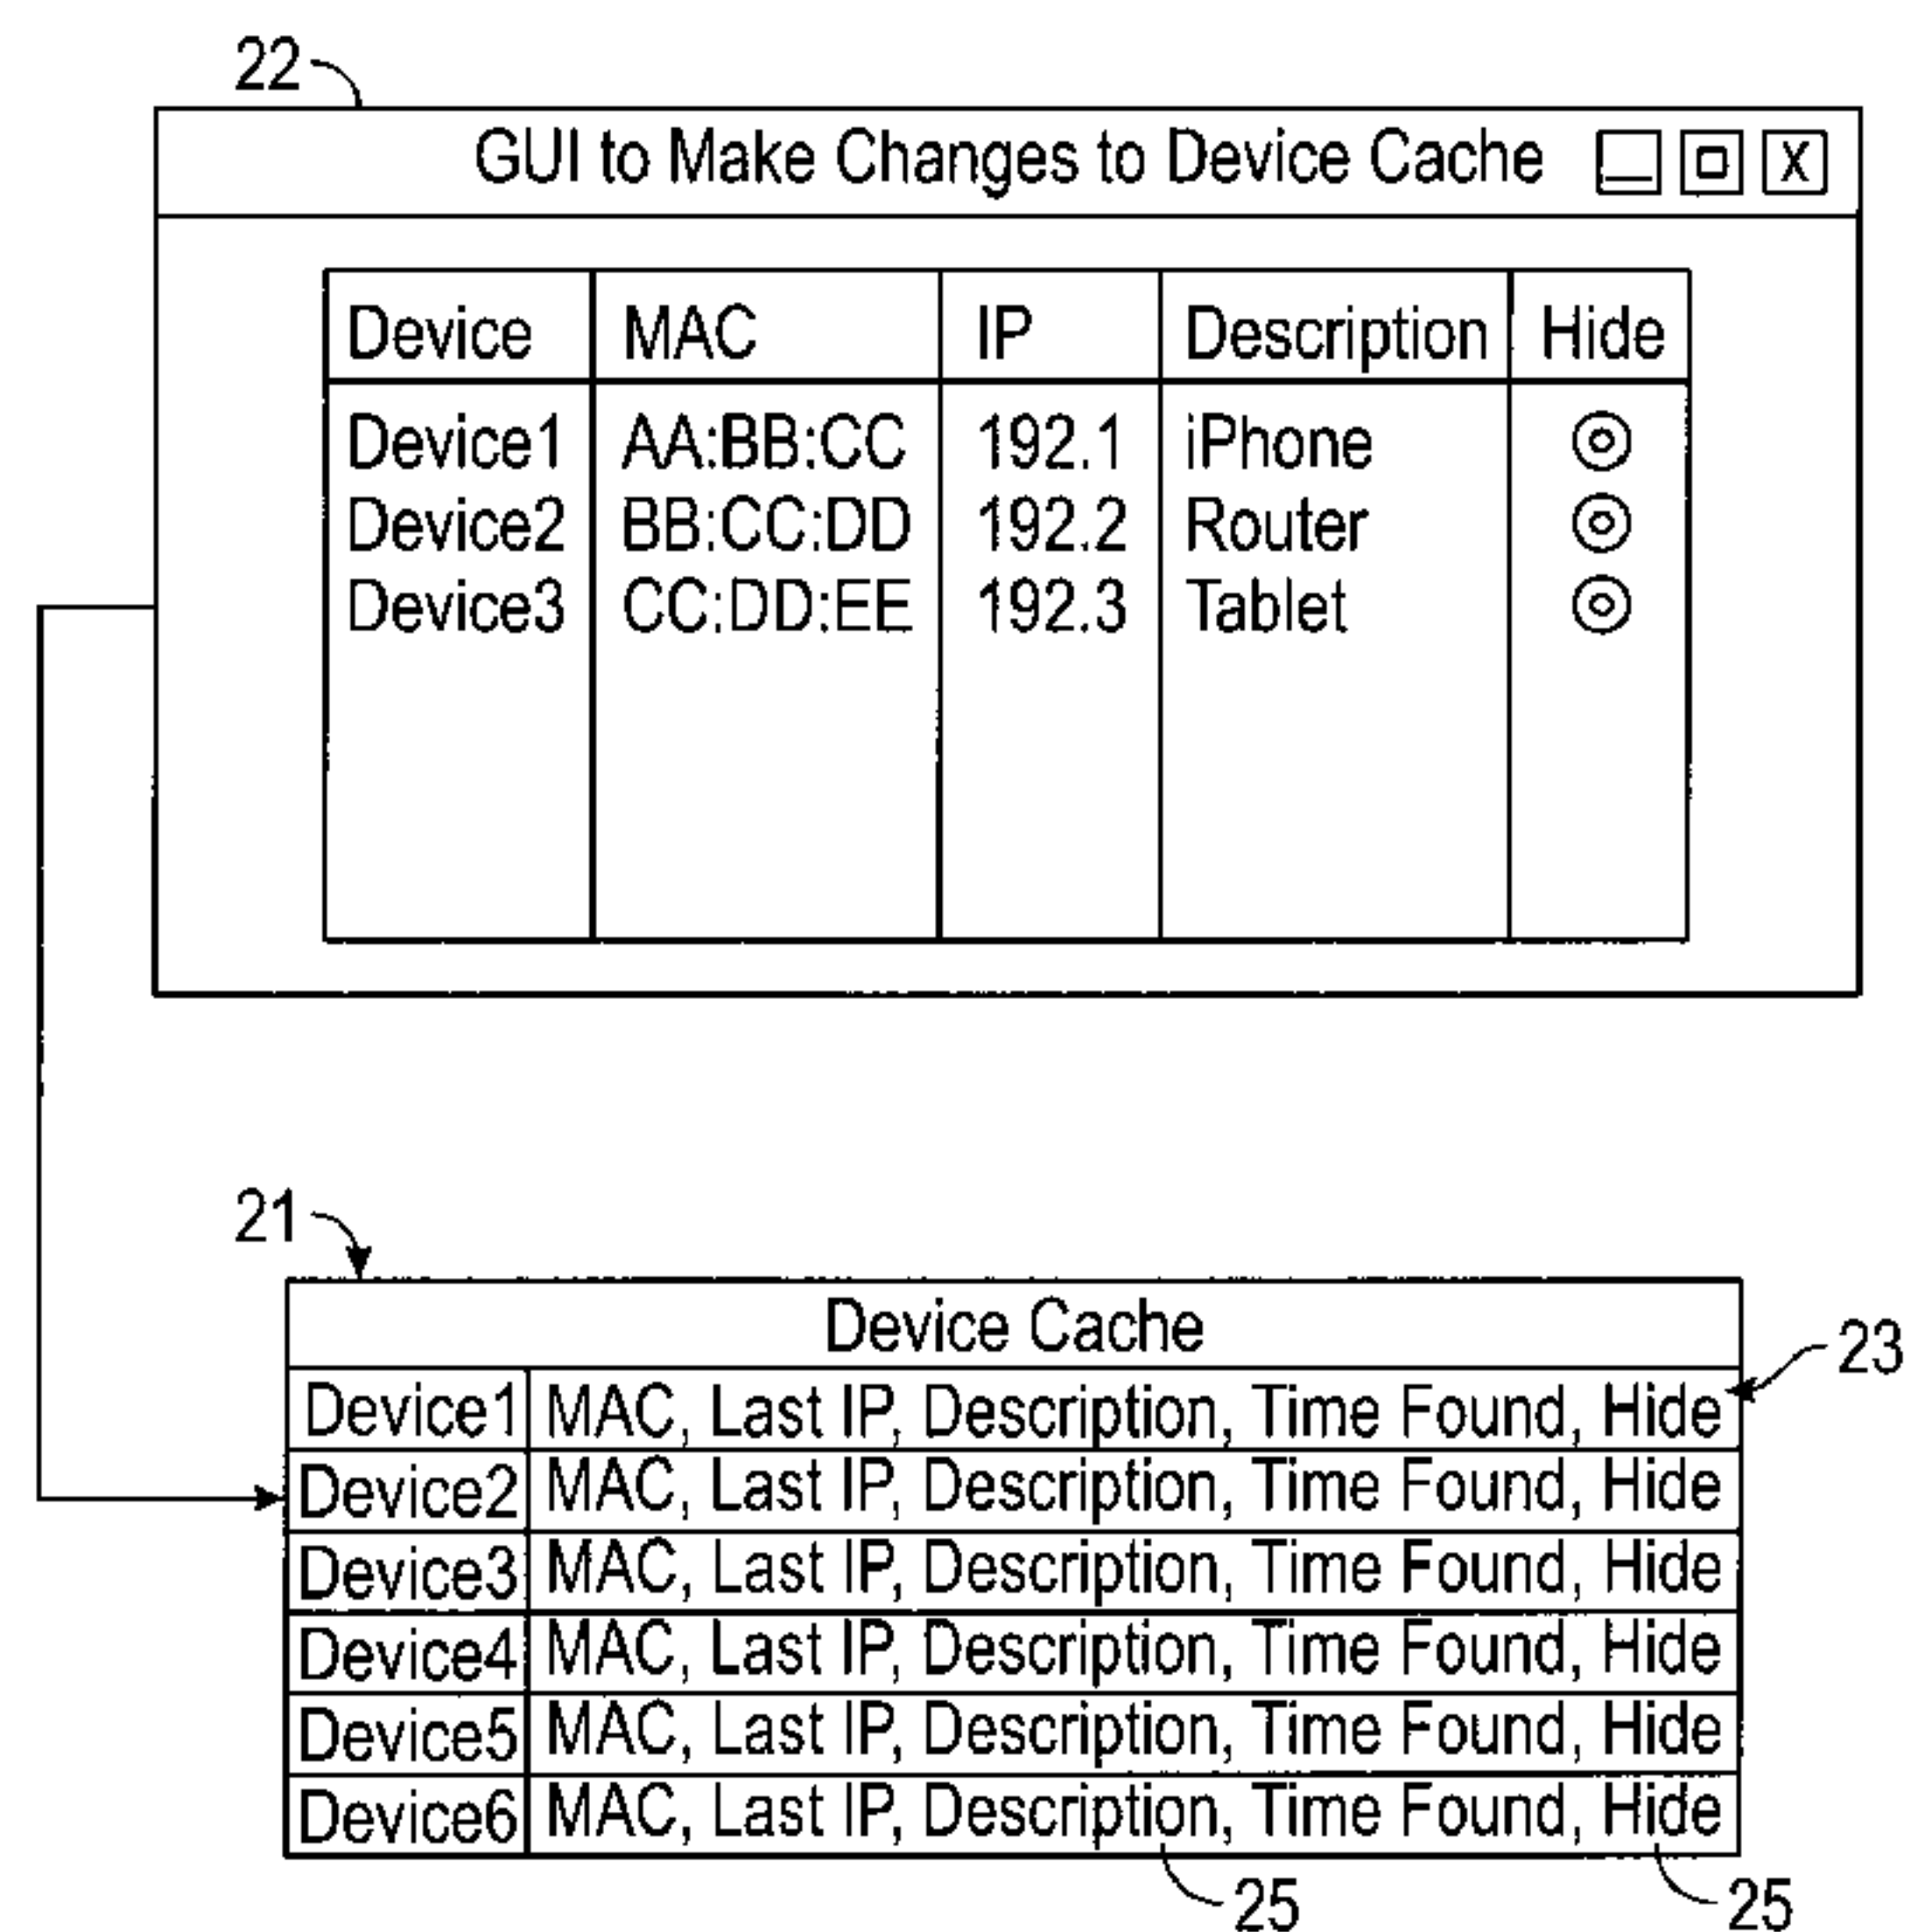 22
GUI to Make Changes to Device Cache X
Device MAC IP Description Hide
Device1 AA:BB:CC 192.1 iPhone
Device2 BB:CC:DD 192.2 Router
Device3 CC:DD:EE 192.3 Tablet
21
Device Cache
23
Device1 MAC, Last IP, Description, Time Found, Hide
Device2 MAC, Last IP, Description, Time Found, Hide
Device3 MAC, Last IP, Description, Time Found, Hide
Device4 MAC, Last IP, Description, Time Found, Hide
Device5 MAC, Last IP, Description, Time Found, Hide
Device6 MAC, Last IP, Description, Time Found, Hide
25 25